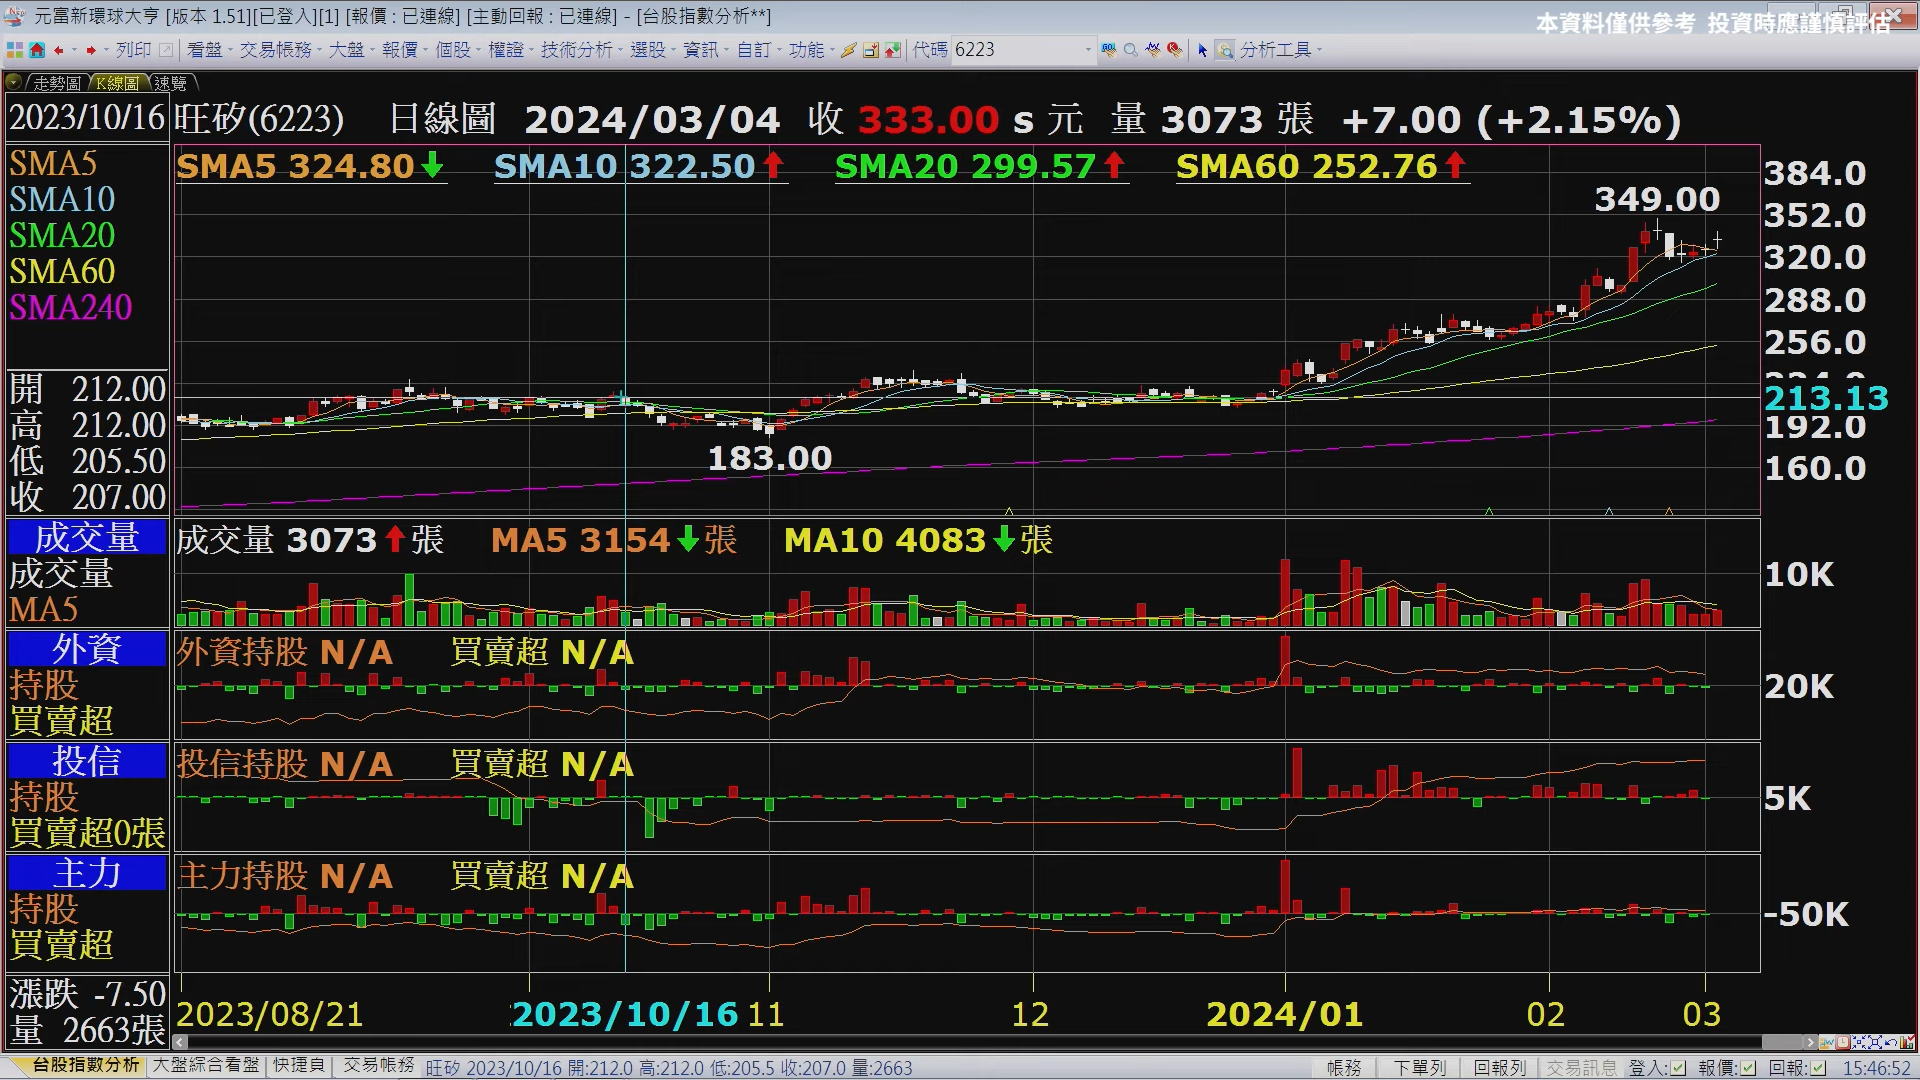 元富新環球大亨 [版本 1.51][已登入][1] [報價 : 已連線] [主動回報 : 已連線] - [台股指數分析**]
本資料僅供參考 投資時應謹慎評估
列印 看盤 交易帳務 大盤 報價 個股 權證 技術分析 選股 資訊 自訂 功能 代碼 6223 分析工具
走勢圖 K線圖 速覽
2023/10/16 旺矽(6223) 日線圖 2024/03/04 收 333.00 s 元 量 3073 張 +7.00 (+2.15%)
SMA5 324.80 SMA10 322.50 SMA20 299.57 SMA60 252.76
SMA5
SMA10
SMA20
SMA60
SMA240
349.00
183.00
384.0
352.0
320.0
288.0
256.0
213.13
192.0
160.0
開 212.00
高 212.00
低 205.50
收 207.00
成交量
成交量
MA5
成交量 3073 張 MA5 3154 張 MA10 4083 張
10K
外資
持股
買賣超
外資持股 N/A 買賣超 N/A
20K
投信
持股
買賣超0張
投信持股 N/A 買賣超 N/A
5K
主力
持股
買賣超
主力持股 N/A 買賣超 N/A
-50K
漲跌 -7.50
量 2663張
2023/08/21 2023/10/16 11 12 2024/01 02 03
台股指數分析 大盤綜合看盤 快捷頁 交易帳務 旺矽 2023/10/16 開:212.0 高:212.0 低:205.5 收:207.0 量:2663 帳務 下單列 回報列 交易訊息 登入: 報價: 回報: 15:46:52